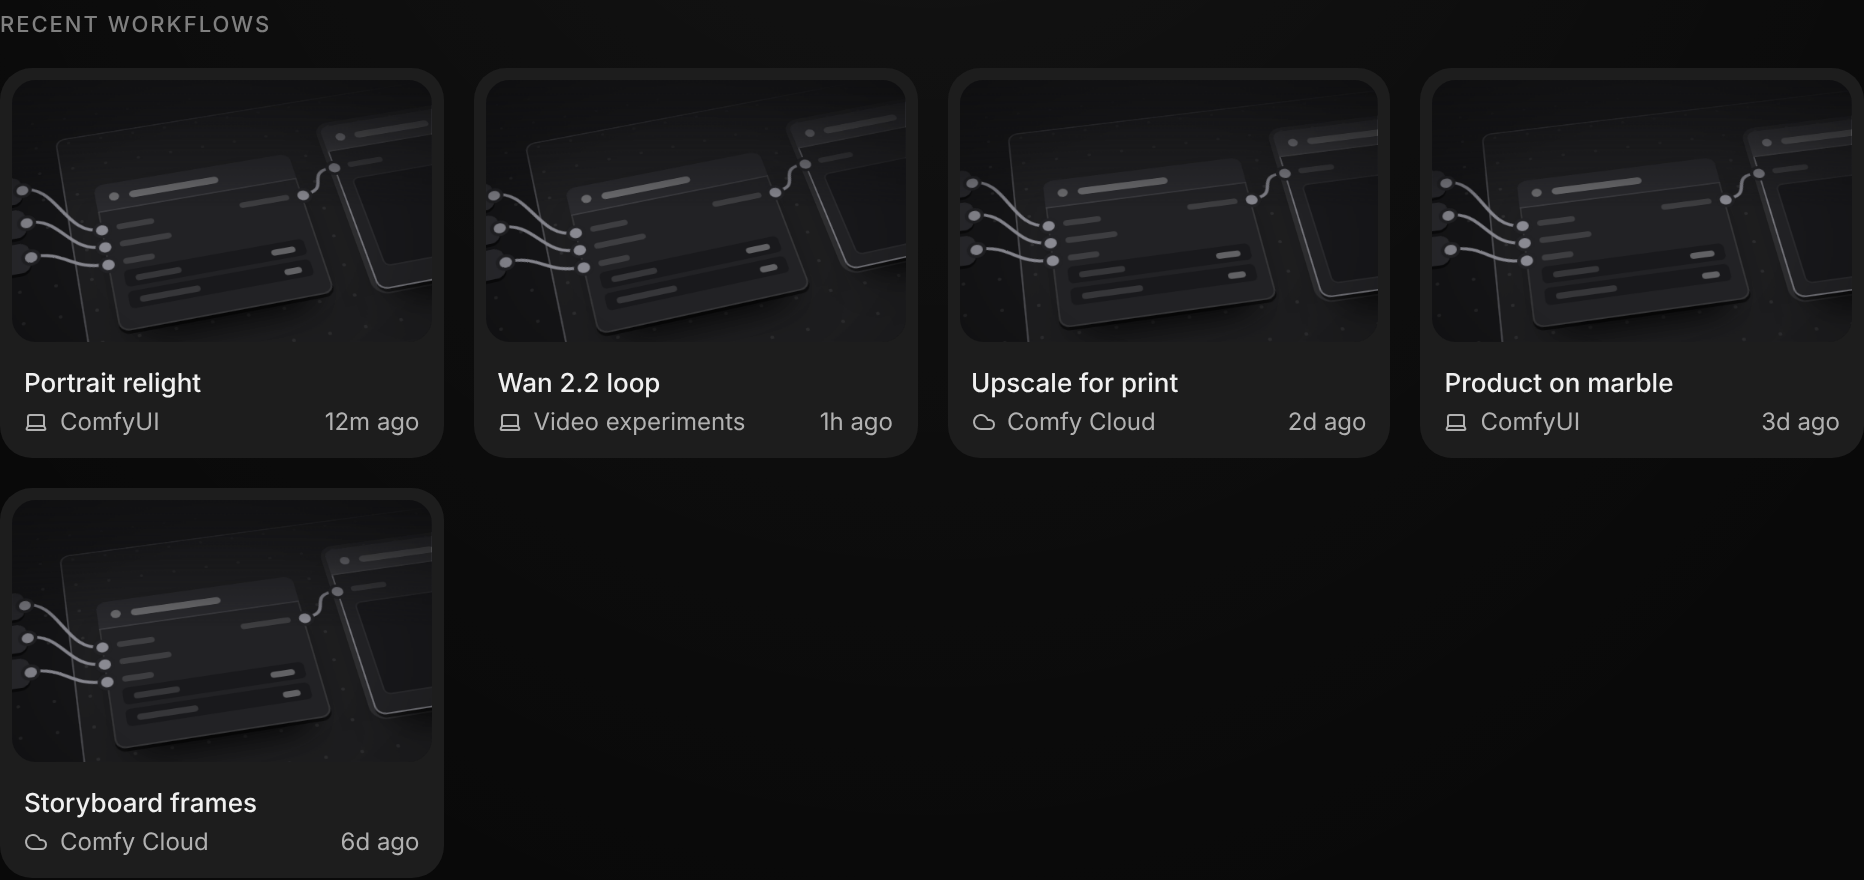 RECENT WORKFLOWS
Portrait relight
ComfyUI 12m ago
Wan 2.2 loop
Video experiments 1h ago
Upscale for print
Comfy Cloud 2d ago
Product on marble
ComfyUI 3d ago
Storyboard frames
Comfy Cloud 6d ago